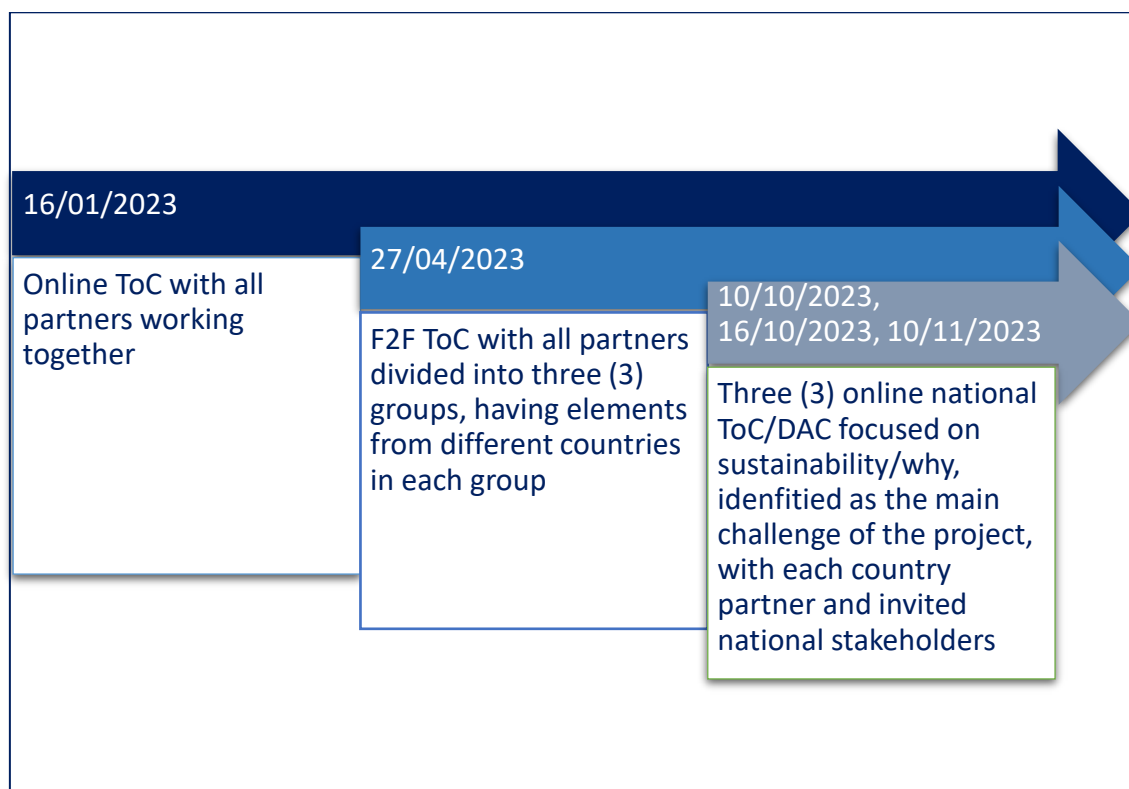 16/01/2023
Online ToC with all
partners working
together
27/04/2023
F2F ToC with all partners
divided into three (3)
groups, having elements
from different countries
in each group
10/10/2023,
16/10/2023, 10/11/2023
Three (3) online national
ToC/DAC focused on
sustainability/why,
idenfitied as the main
challenge of the project,
with each country
partner and invited
national stakeholders